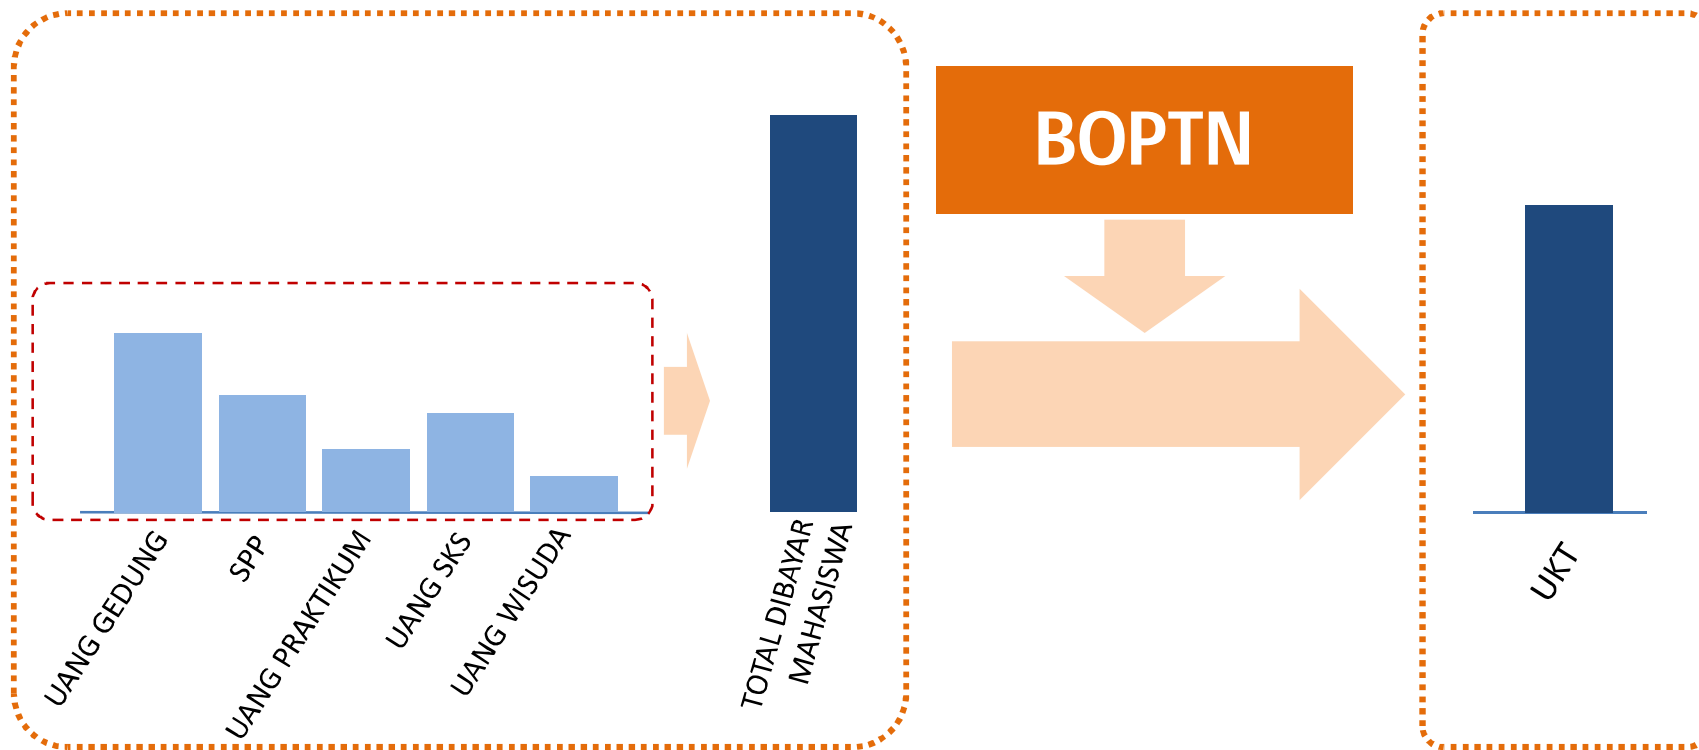 BOPTN
UANG GEDUNG
SPP
UANG PRAKTIKUM
UANG SKS
UANG WISUDA
TOTAL DIBAYAR
MAHASISWA
UKT